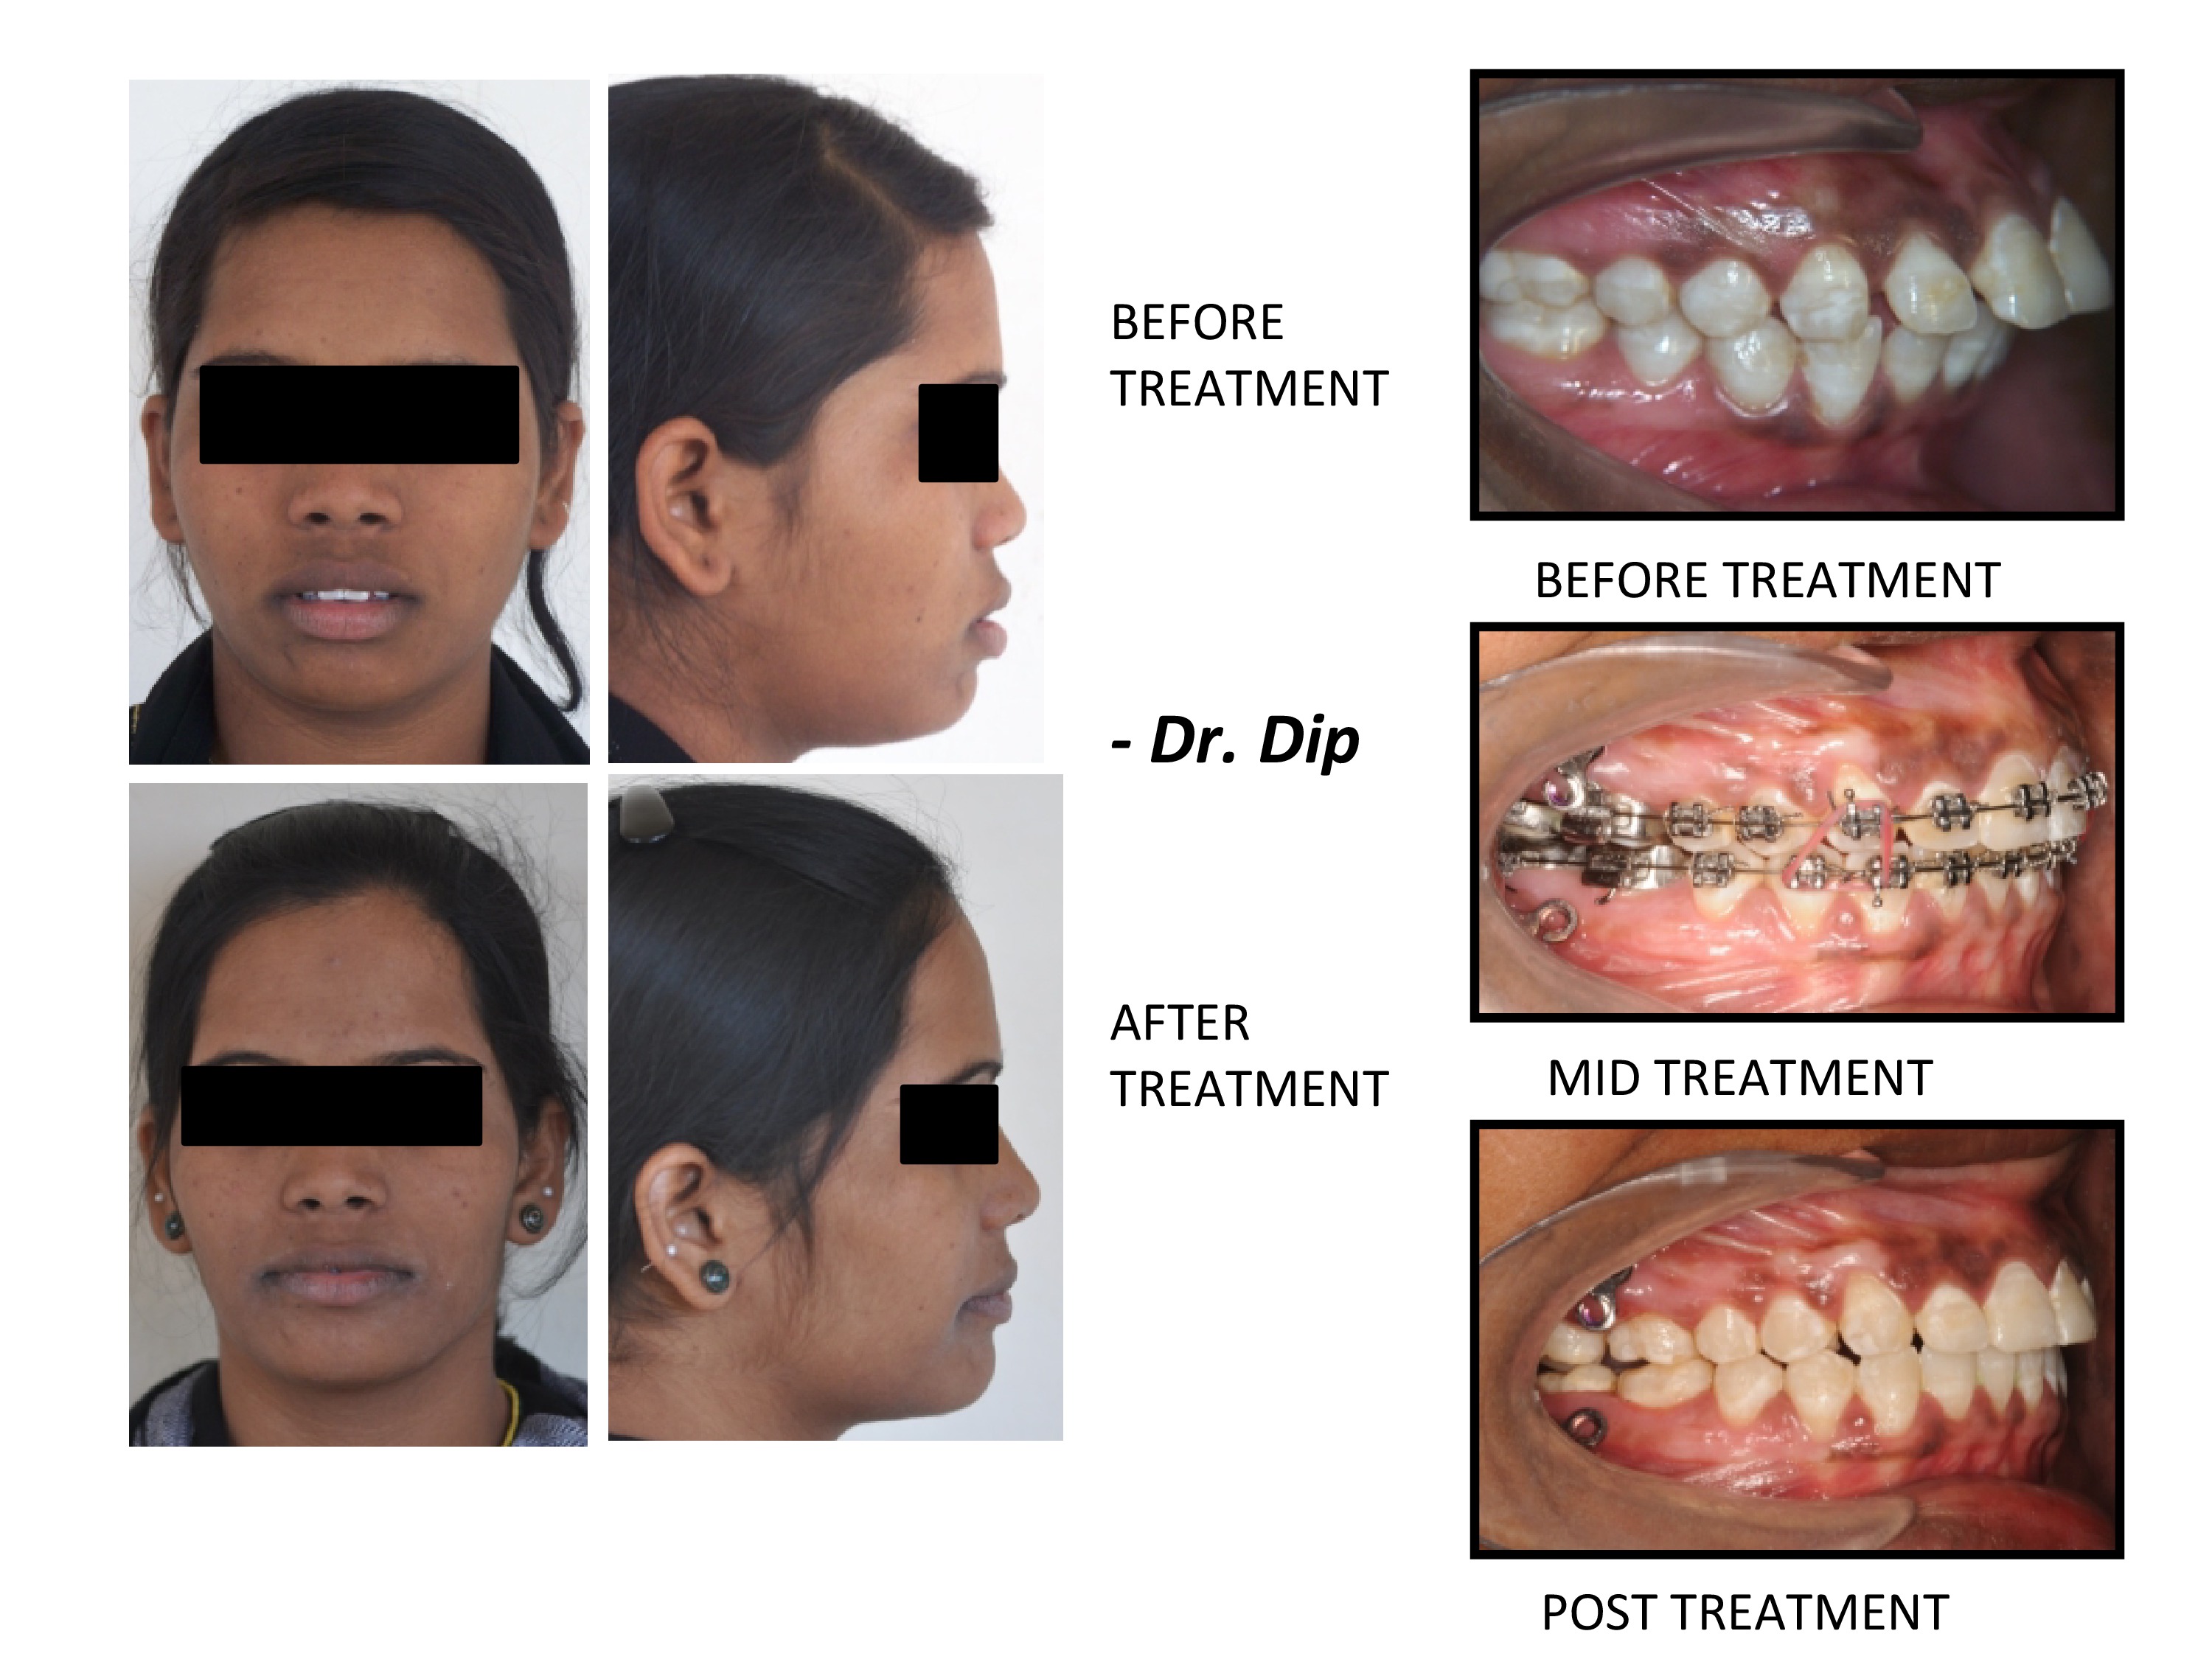 BEFORE
TREATMENT
- Dr. Dip
AFTER
TREATMENT
BEFORE TREATMENT
MID TREATMENT
POST TREATMENT